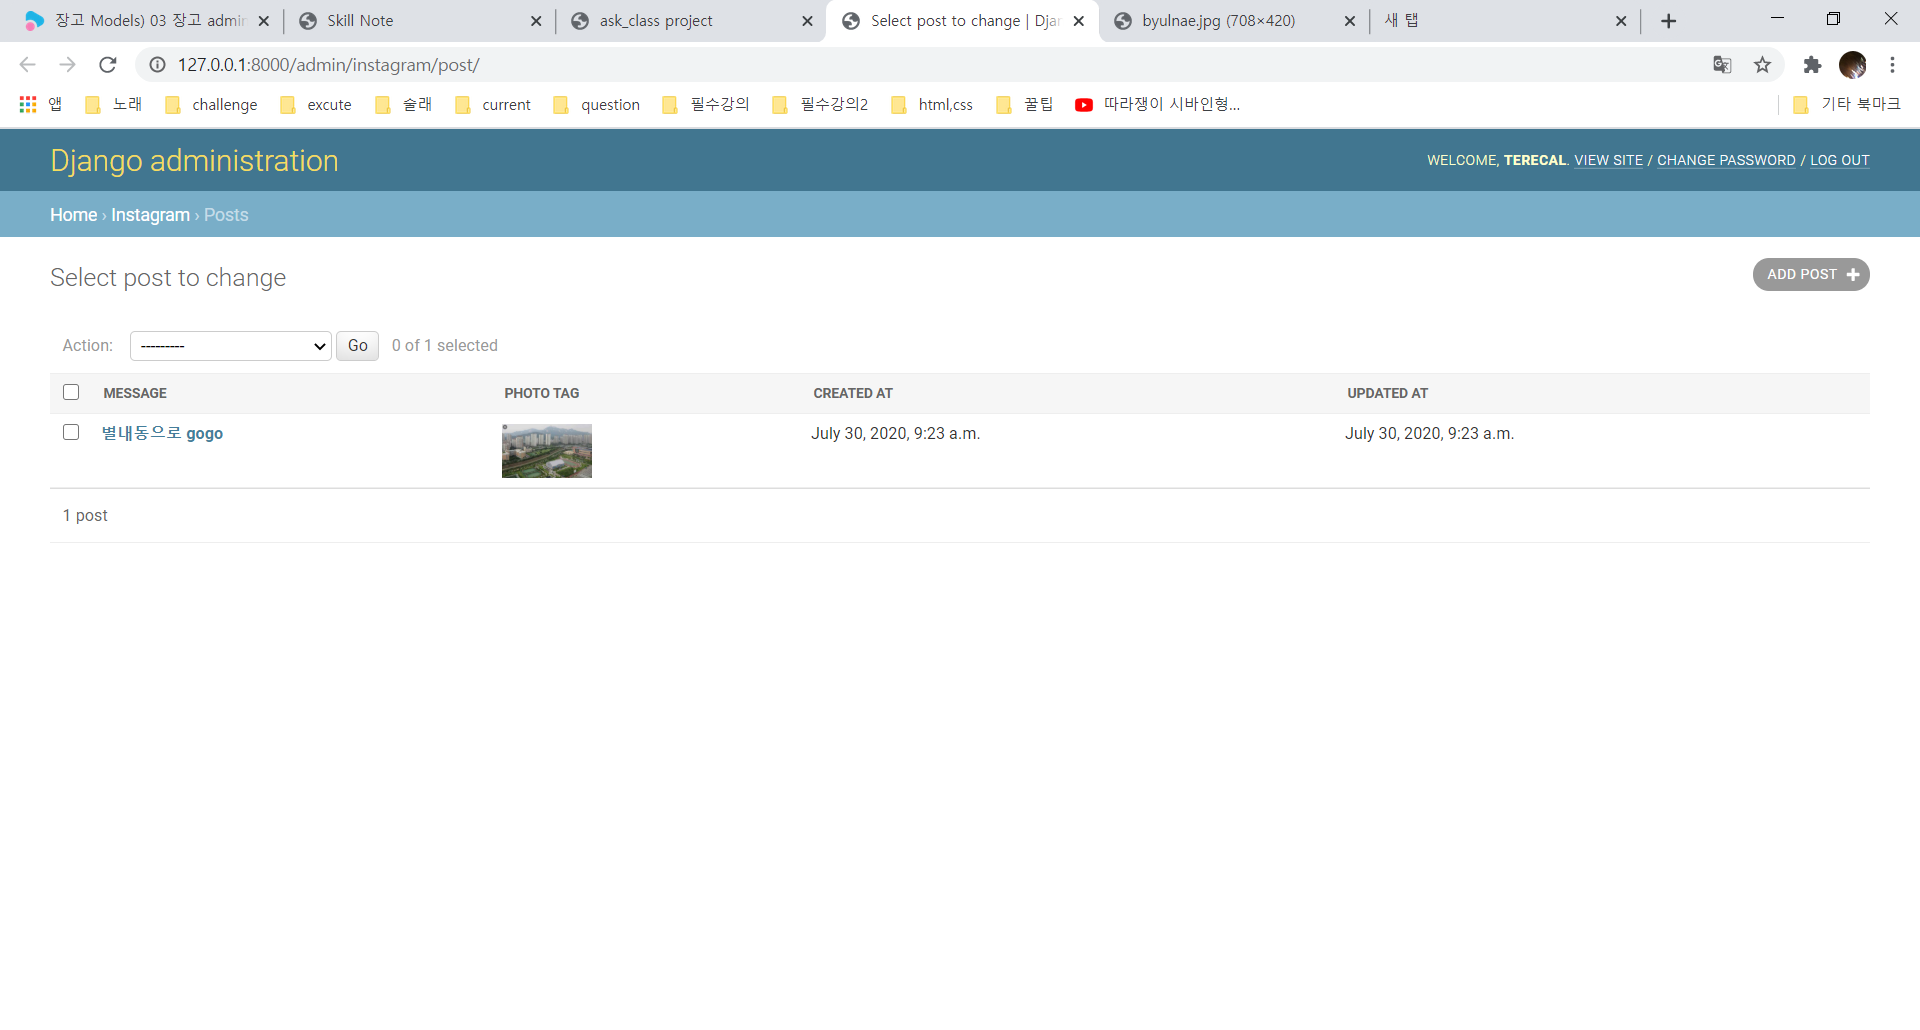 장고 Models) 03 장고 admin
Skill Note
ask_class project
Select post to change | Djan
byulnae.jpg (708×420)
새 탭
127.0.0.1:8000/admin/instagram/post/
앱
노래
challenge
excute
술래
current
question
필수강의
필수강의2
html,css
꿀팁
따라쟁이 시바인형...
기타 북마크
Django administration
WELCOME, TERECAL. VIEW SITE / CHANGE PASSWORD / LOG OUT
Home › Instagram › Posts
Select post to change
ADD POST
Action: --------- Go 0 of 1 selected
MESSAGE PHOTO TAG CREATED AT UPDATED AT
별내동으로 gogo July 30, 2020, 9:23 a.m. July 30, 2020, 9:23 a.m.
1 post